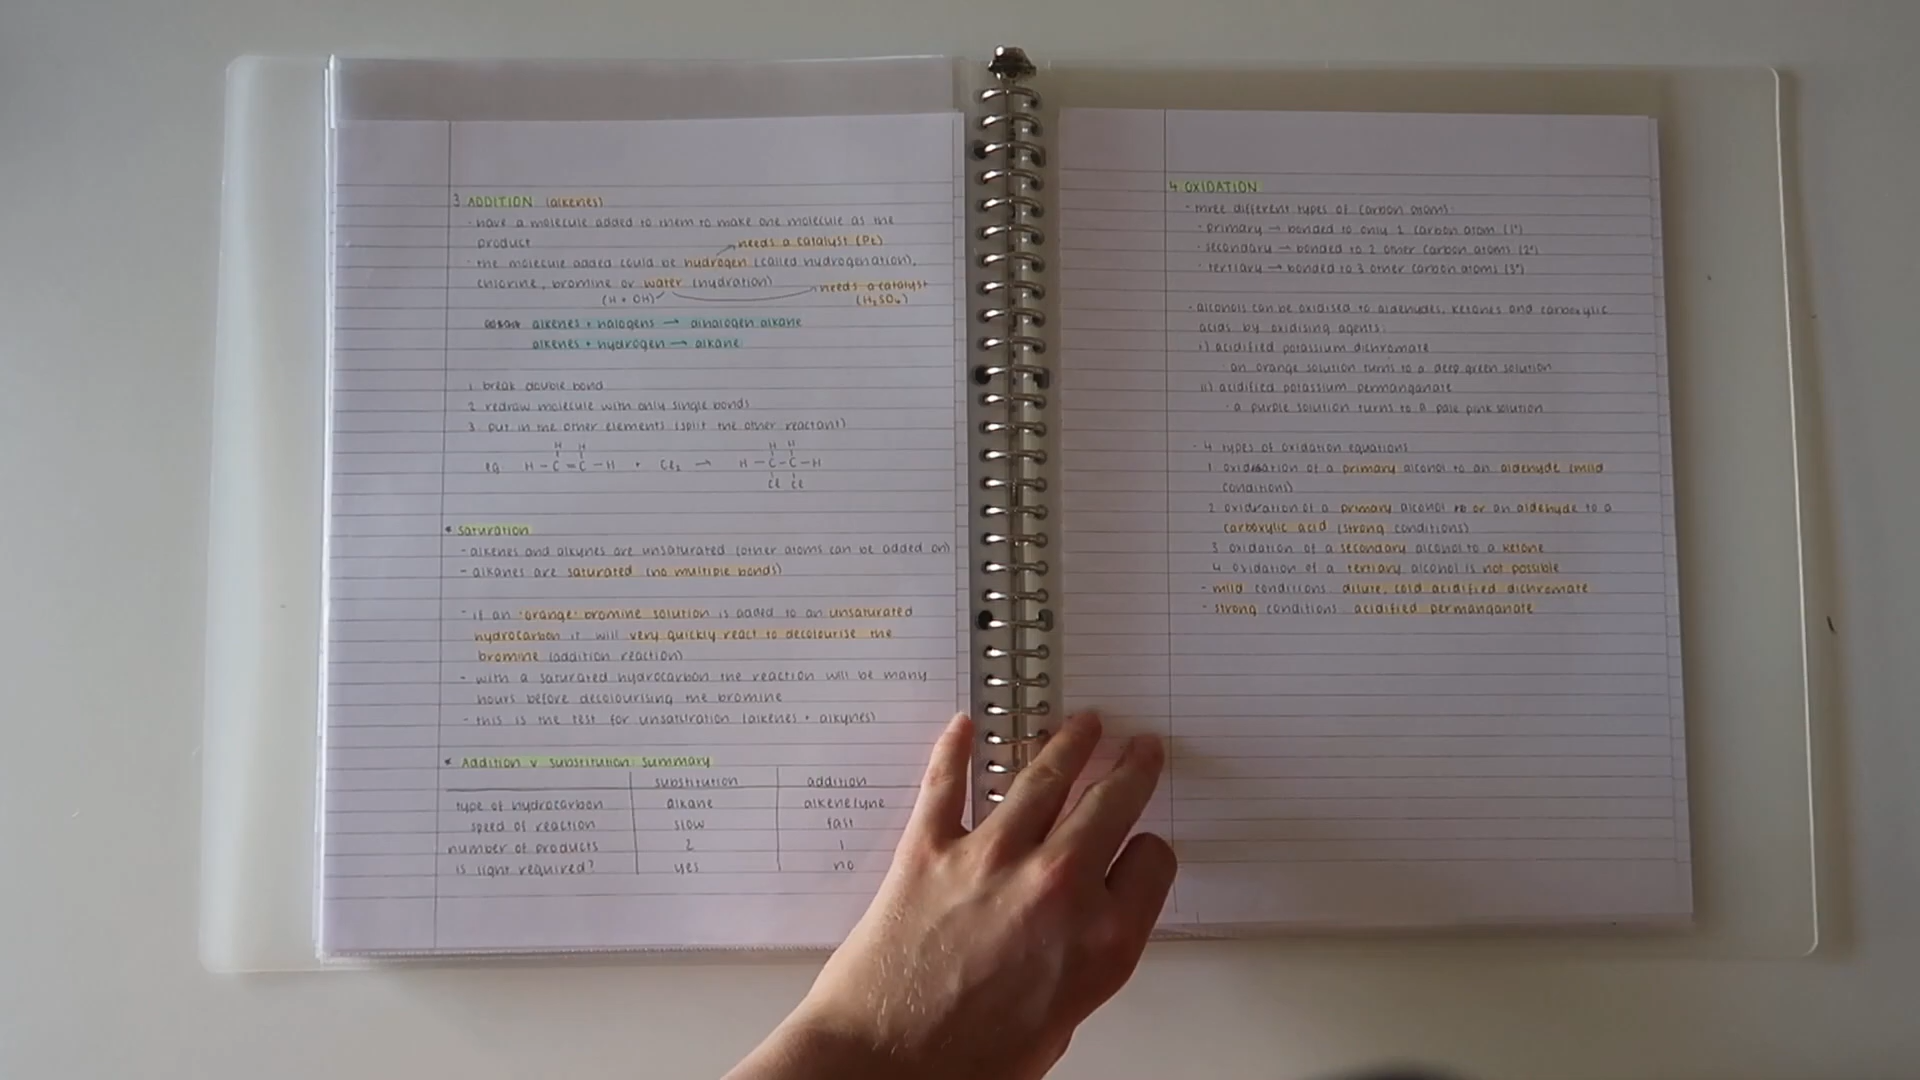 3 ADDITION (alkenes)
· have a molecule added to them to make one molecule as the
product
needs a catalyst (Pt)
· the molecule added could be hydrogen (called hydrogenation),
chlorine, bromine or water (hydration)
(H + OH)
needs a catalyst
(H₂SO₄)
alkenes + halogens → dihalogen alkane
alkenes + hydrogen → alkane
1 break double bond
2 redraw molecule with only single bonds
3 put in the other elements (split the other reactant)
H H
eg H - C = C - H + Cl₂ →
H H
H - C - C - H
Cl Cl
* Saturation
- alkenes and alkynes are unsaturated (other atoms can be added on)
- alkanes are saturated (no multiple bonds)
- if an 'orange' bromine solution is added to an unsaturated
hydrocarbon it will very quickly react to decolourise the
bromine (addition reaction)
- with a saturated hydrocarbon the reaction will be many
hours before decolourising the bromine
- this is the test for unsaturation (alkenes + alkynes)
* Addition v substitution: summary
substitution addition
type of hydrocarbon alkane alkene/yne
speed of reaction slow fast
number of products 2 1
is light required? yes no
4 OXIDATION
- three different types of carbon atoms:
· primary → bonded to only 1 carbon atom (1°)
· secondary → bonded to 2 other carbon atoms (2°)
· tertiary → bonded to 3 other carbon atoms (3°)
- alcohols can be oxidised to aldehydes, ketones and carboxylic
acids by oxidising agents:
i) acidified potassium dichromate
· an orange solution turns to a deep green solution
ii) acidified potassium permanganate
· a purple solution turns to a pale pink solution
- 4 types of oxidation equations
1 oxidation of a primary alcohol to an aldehyde (mild
conditions)
2 oxidation of a primary alcohol to or an aldehyde to a
carboxylic acid (strong conditions)
3 oxidation of a secondary alcohol to a ketone
4 oxidation of a tertiary alcohol is not possible
- mild conditions: dilute, cold acidified dichromate
- strong conditions: acidified permanganate